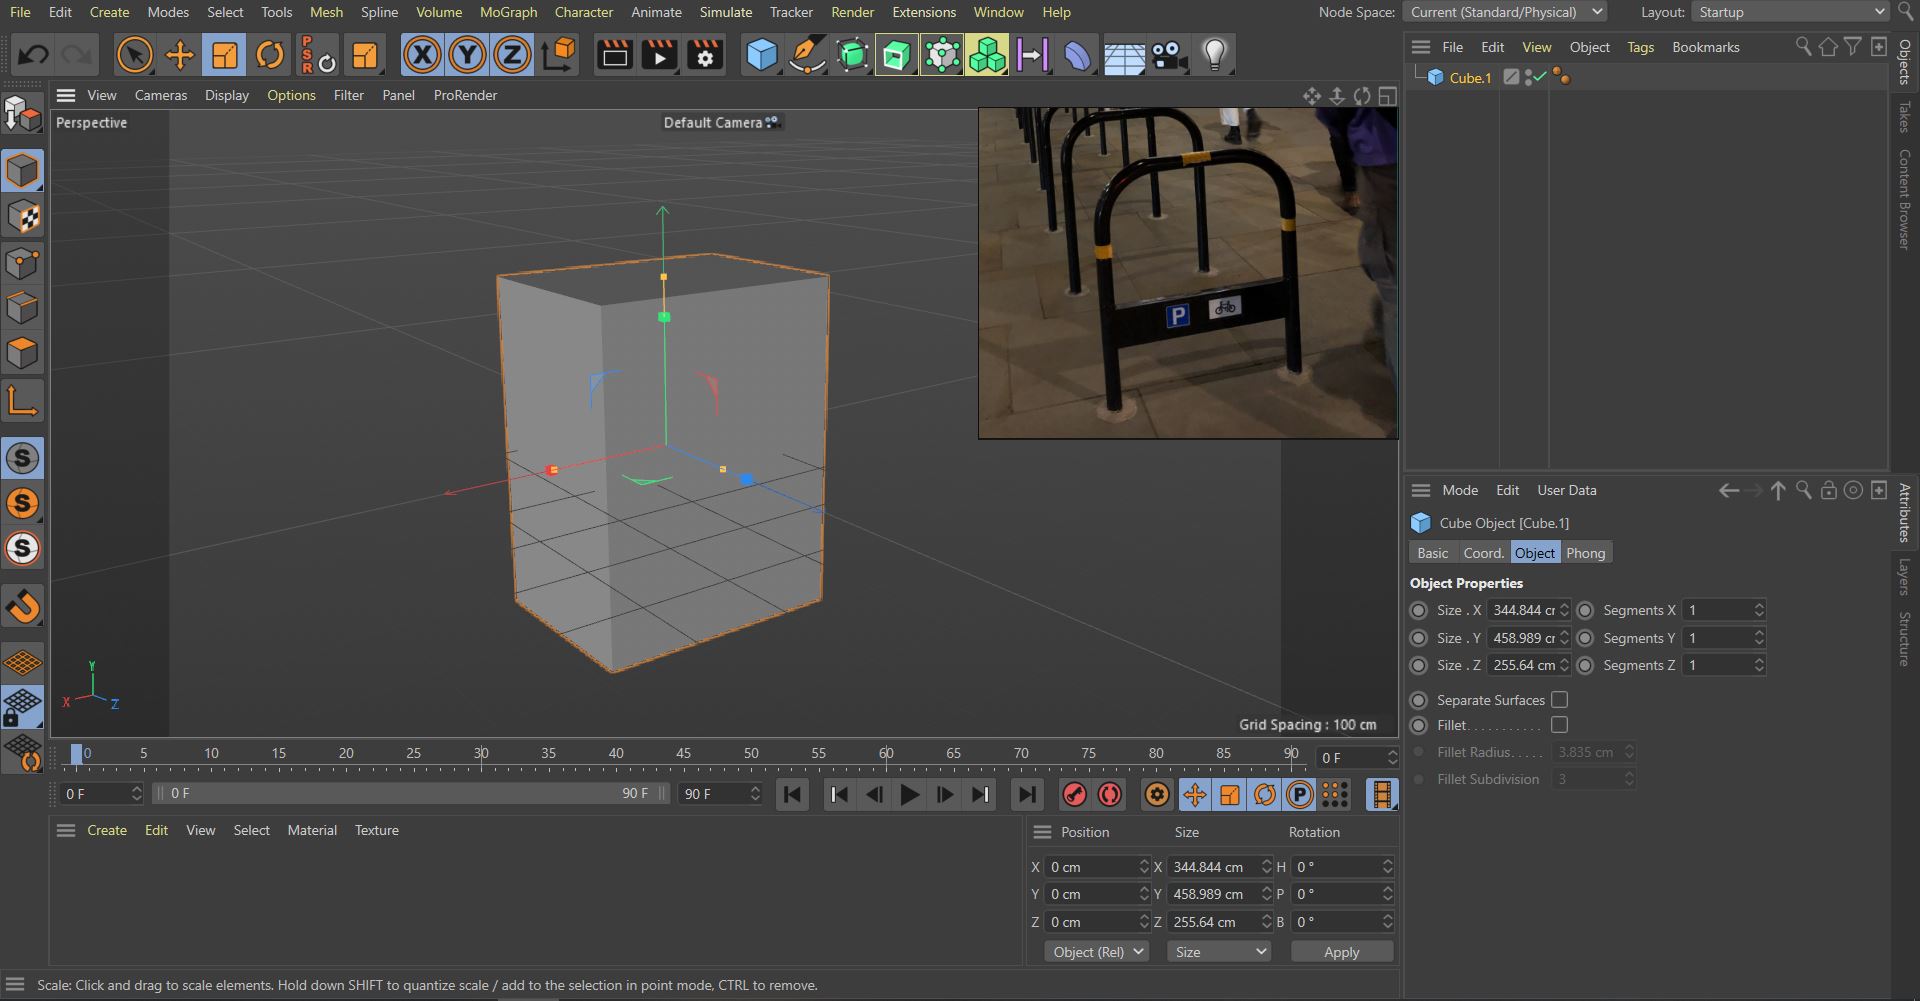 File Edit Create Modes Select Tools Mesh Spline Volume MoGraph Character Animate Simulate Tracker Render Extensions Window Help Node Space: Current (Standard/Physical) Layout: Startup
PSR
X Y Z
File Edit View Object Tags Bookmarks
Cube.1
Objects
Takes
Content Browser
View Cameras Display Options Filter Panel ProRender
Perspective
Default Camera
P
S
S
S
Y
X
Z
Grid Spacing : 100 cm
Mode Edit User Data
Attributes
Layers
Structure
Cube Object [Cube.1]
Basic Coord. Object Phong
Object Properties
Size . X 344.844 cr Segments X 1
Size . Y 458.989 cr Segments Y 1
Size . Z 255.64 cm Segments Z 1
Separate Surfaces
Fillet. . . . . . . . . . .
Fillet Radius. . . . . 3.835 cm
Fillet Subdivision 3
0 5 10 15 20 25 30 35 40 45 50 55 60 65 70 75 80 85 90 0 F
0 F 0 F 90 F 90 F P
Create Edit View Select Material Texture
Position Size Rotation
X 0 cm X 344.844 cm H 0 °
Y 0 cm Y 458.989 cm P 0 °
Z 0 cm Z 255.64 cm B 0 °
Object (Rel) Size Apply
Scale: Click and drag to scale elements. Hold down SHIFT to quantize scale / add to the selection in point mode, CTRL to remove.